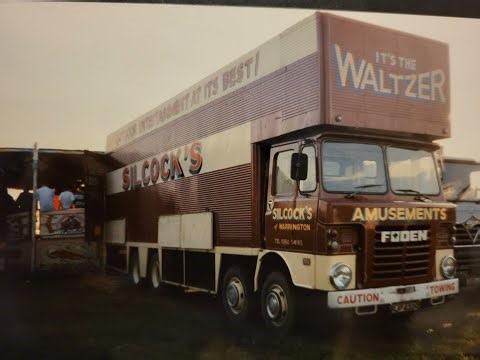 IT'S THE
WALTZER
ENTERTAINMENT AT ITS BEST!
SILCOCK'S
SILCOCK'S
OF WARRINGTON
AMUSEMENTS
FODEN
CAUTION
TOWING